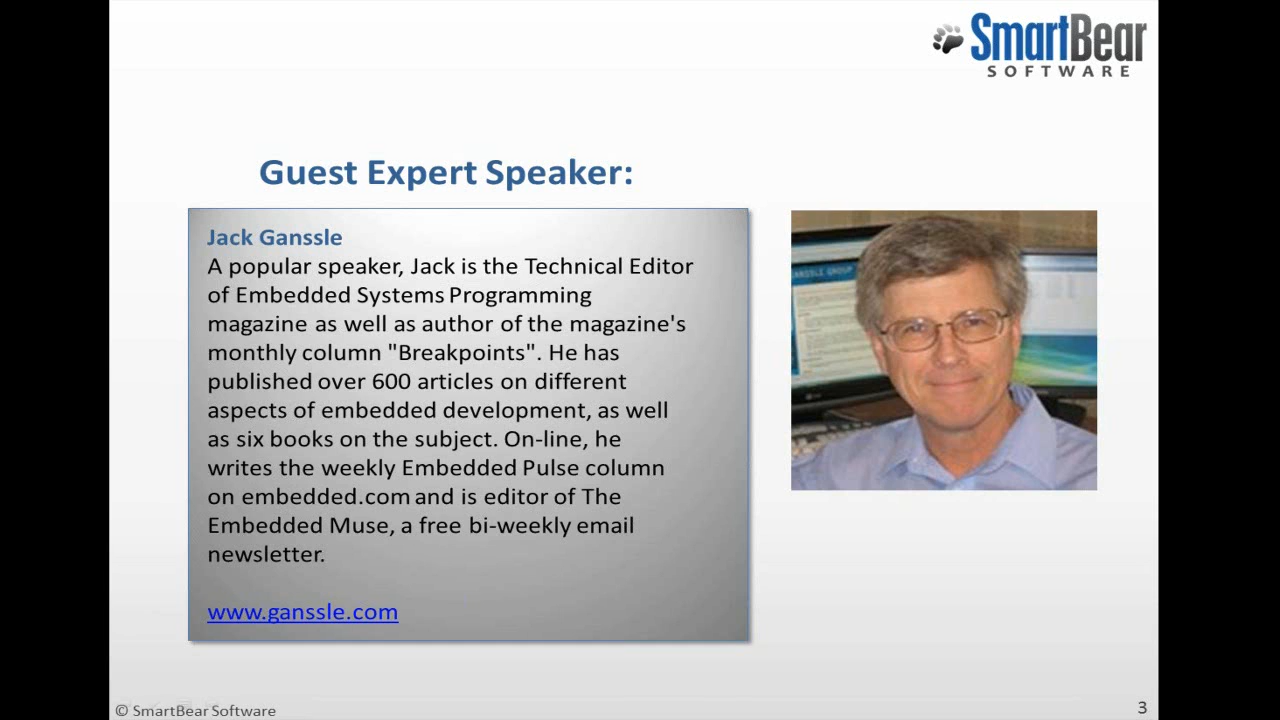 SmartBear
SOFTWARE
Guest Expert Speaker:
Jack Ganssle
A popular speaker, Jack is the Technical Editor
of Embedded Systems Programming
magazine as well as author of the magazine's
monthly column "Breakpoints". He has
published over 600 articles on different
aspects of embedded development, as well
as six books on the subject. On-line, he
writes the weekly Embedded Pulse column
on embedded.com and is editor of The
Embedded Muse, a free bi-weekly email
newsletter.
www.ganssle.com
GANSSLE GROUP
© SmartBear Software
3